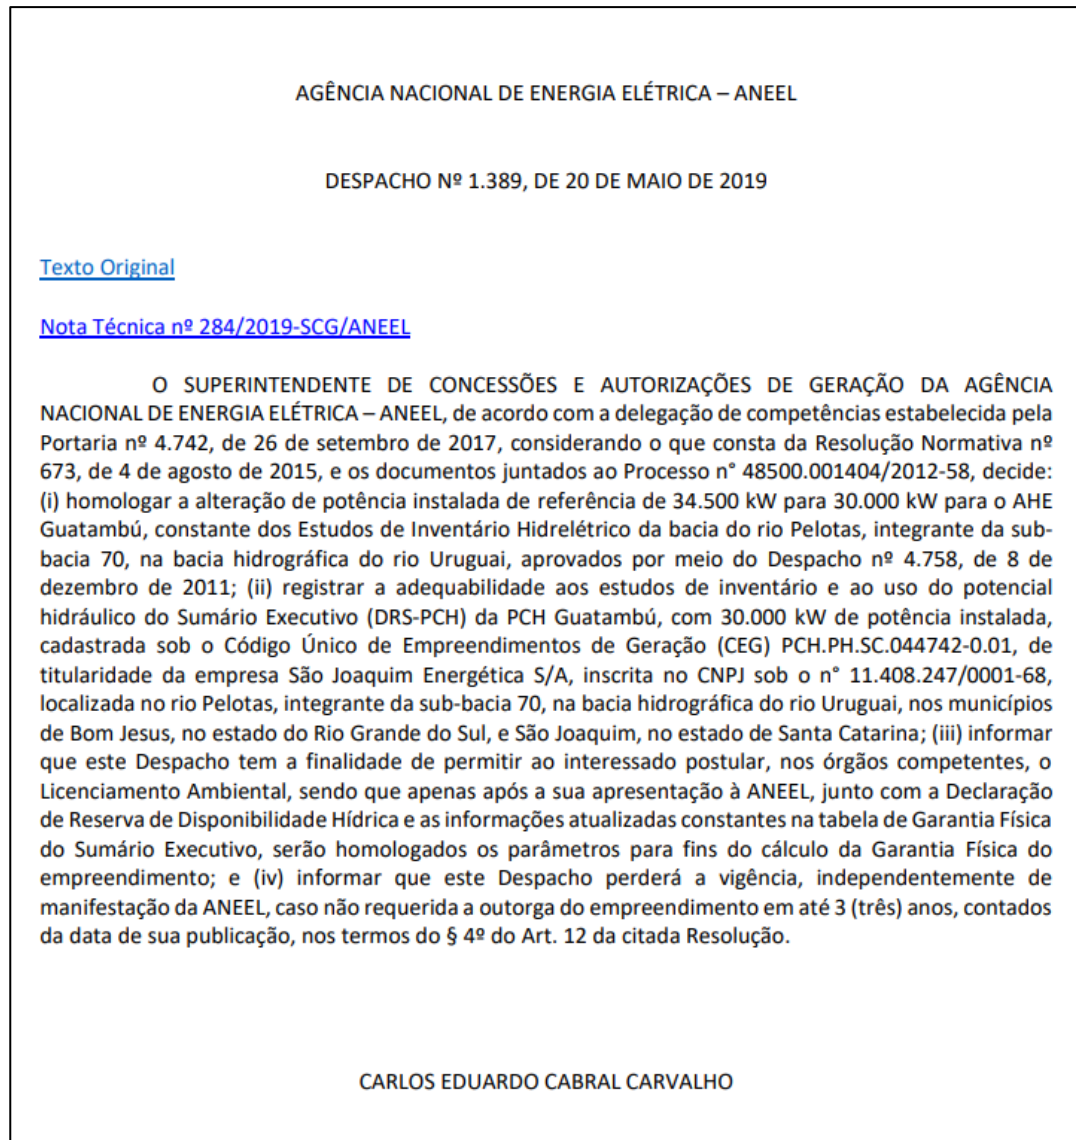 AGÊNCIA NACIONAL DE ENERGIA ELÉTRICA – ANEEL
DESPACHO Nº 1.389, DE 20 DE MAIO DE 2019
Texto Original
Nota Técnica nº 284/2019-SCG/ANEEL
O SUPERINTENDENTE DE CONCESSÕES E AUTORIZAÇÕES DE GERAÇÃO DA AGÊNCIA
NACIONAL DE ENERGIA ELÉTRICA – ANEEL, de acordo com a delegação de competências estabelecida pela
Portaria nº 4.742, de 26 de setembro de 2017, considerando o que consta da Resolução Normativa nº
673, de 4 de agosto de 2015, e os documentos juntados ao Processo n° 48500.001404/2012-58, decide:
(i) homologar a alteração de potência instalada de referência de 34.500 kW para 30.000 kW para o AHE
Guatambú, constante dos Estudos de Inventário Hidrelétrico da bacia do rio Pelotas, integrante da sub-
bacia 70, na bacia hidrográfica do rio Uruguai, aprovados por meio do Despacho nº 4.758, de 8 de
dezembro de 2011; (ii) registrar a adequabilidade aos estudos de inventário e ao uso do potencial
hidráulico do Sumário Executivo (DRS-PCH) da PCH Guatambú, com 30.000 kW de potência instalada,
cadastrada sob o Código Único de Empreendimentos de Geração (CEG) PCH.PH.SC.044742-0.01, de
titularidade da empresa São Joaquim Energética S/A, inscrita no CNPJ sob o n° 11.408.247/0001-68,
localizada no rio Pelotas, integrante da sub-bacia 70, na bacia hidrográfica do rio Uruguai, nos municípios
de Bom Jesus, no estado do Rio Grande do Sul, e São Joaquim, no estado de Santa Catarina; (iii) informar
que este Despacho tem a finalidade de permitir ao interessado postular, nos órgãos competentes, o
Licenciamento Ambiental, sendo que apenas após a sua apresentação à ANEEL, junto com a Declaração
de Reserva de Disponibilidade Hídrica e as informações atualizadas constantes na tabela de Garantia Física
do Sumário Executivo, serão homologados os parâmetros para fins do cálculo da Garantia Física do
empreendimento; e (iv) informar que este Despacho perderá a vigência, independentemente de
manifestação da ANEEL, caso não requerida a outorga do empreendimento em até 3 (três) anos, contados
da data de sua publicação, nos termos do § 4º do Art. 12 da citada Resolução.
CARLOS EDUARDO CABRAL CARVALHO